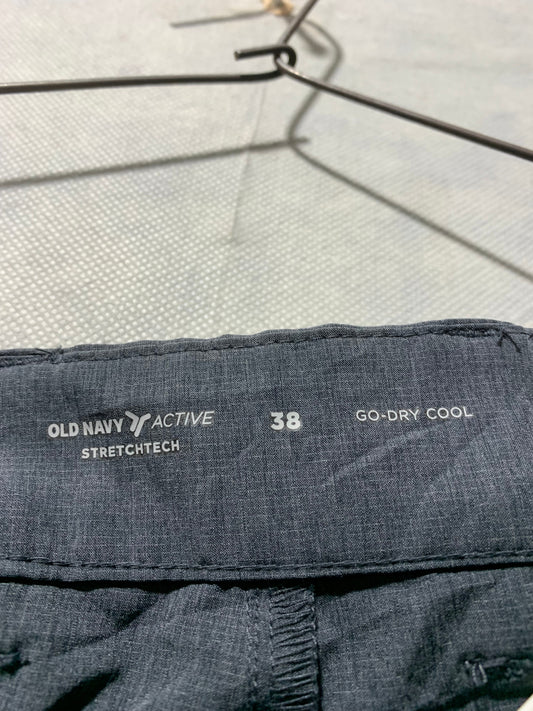 OLD NAVY ACTIVE
STRETCHTECH
38
GO-DRY COOL